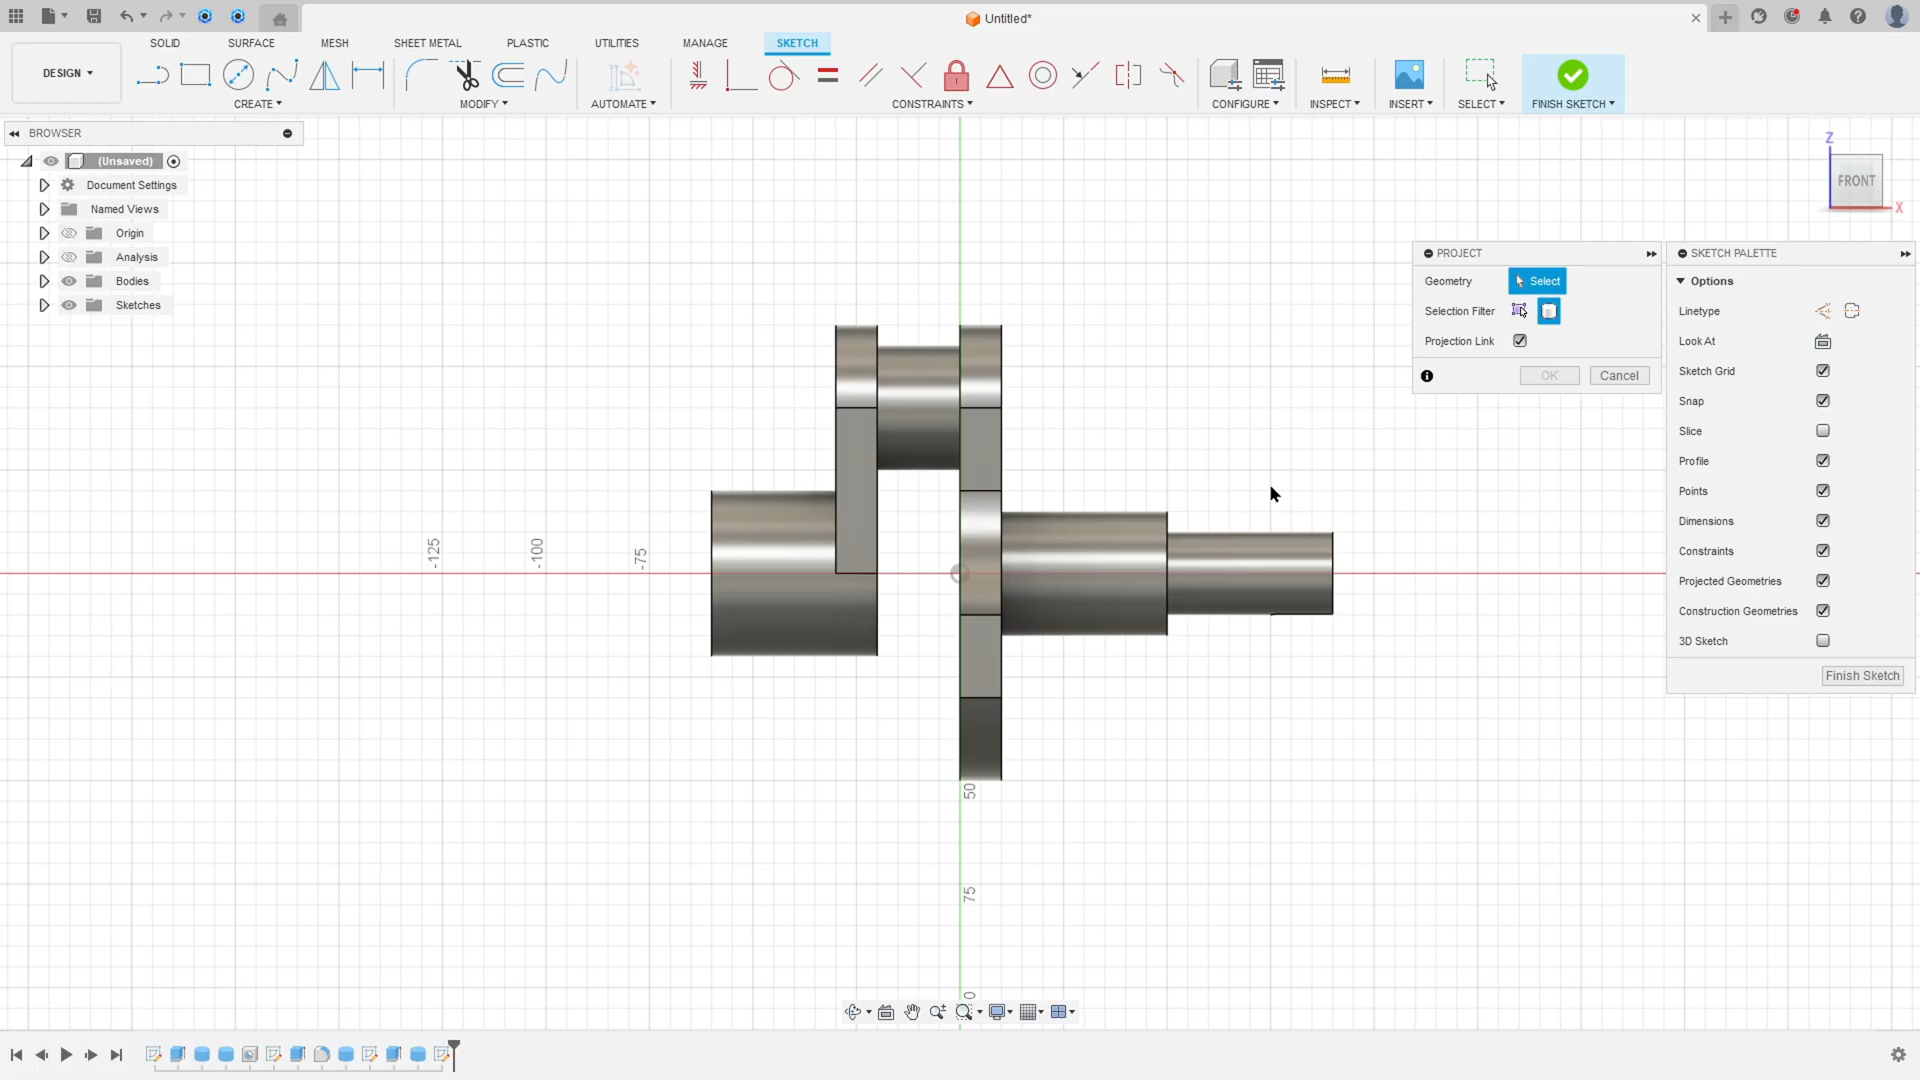 Untitled*
SOLID SURFACE MESH SHEET METAL PLASTIC UTILITIES MANAGE SKETCH
DESIGN
CREATE MODIFY AUTOMATE CONSTRAINTS CONFIGURE INSPECT INSERT SELECT FINISH SKETCH
BROWSER
(Unsaved)
Document Settings
Named Views
Origin
Analysis
Bodies
Sketches
Z
FRONT
X
PROJECT
Geometry Select
Selection Filter
Projection Link
OK Cancel
SKETCH PALETTE
Options
Linetype
Look At
Sketch Grid
Snap
Slice
Profile
Points
Dimensions
Constraints
Projected Geometries
Construction Geometries
3D Sketch
Finish Sketch
-125
-100
-75
50
75